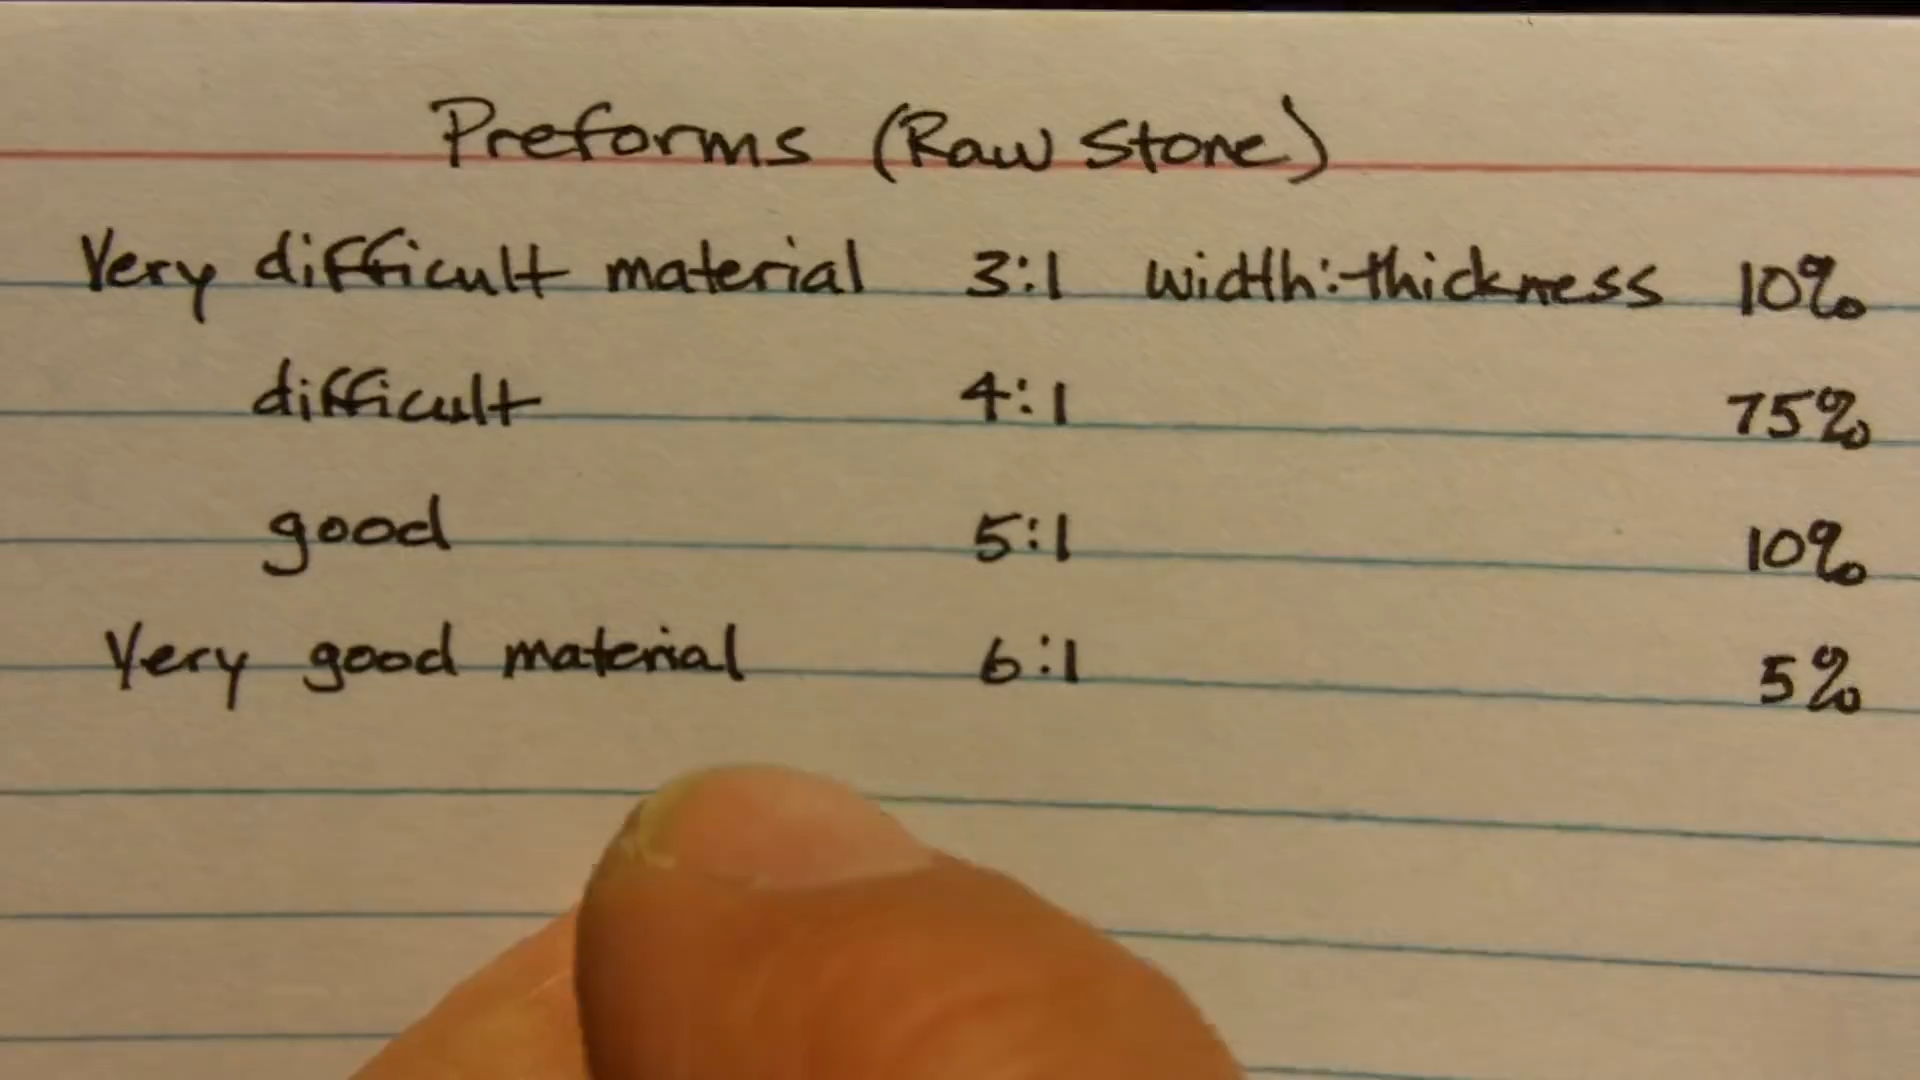 Preforms (Raw Stone)
Very difficult material 3:1 width:thickness 10%
difficult 4:1 75%
good 5:1 10%
Very good material 6:1 5%